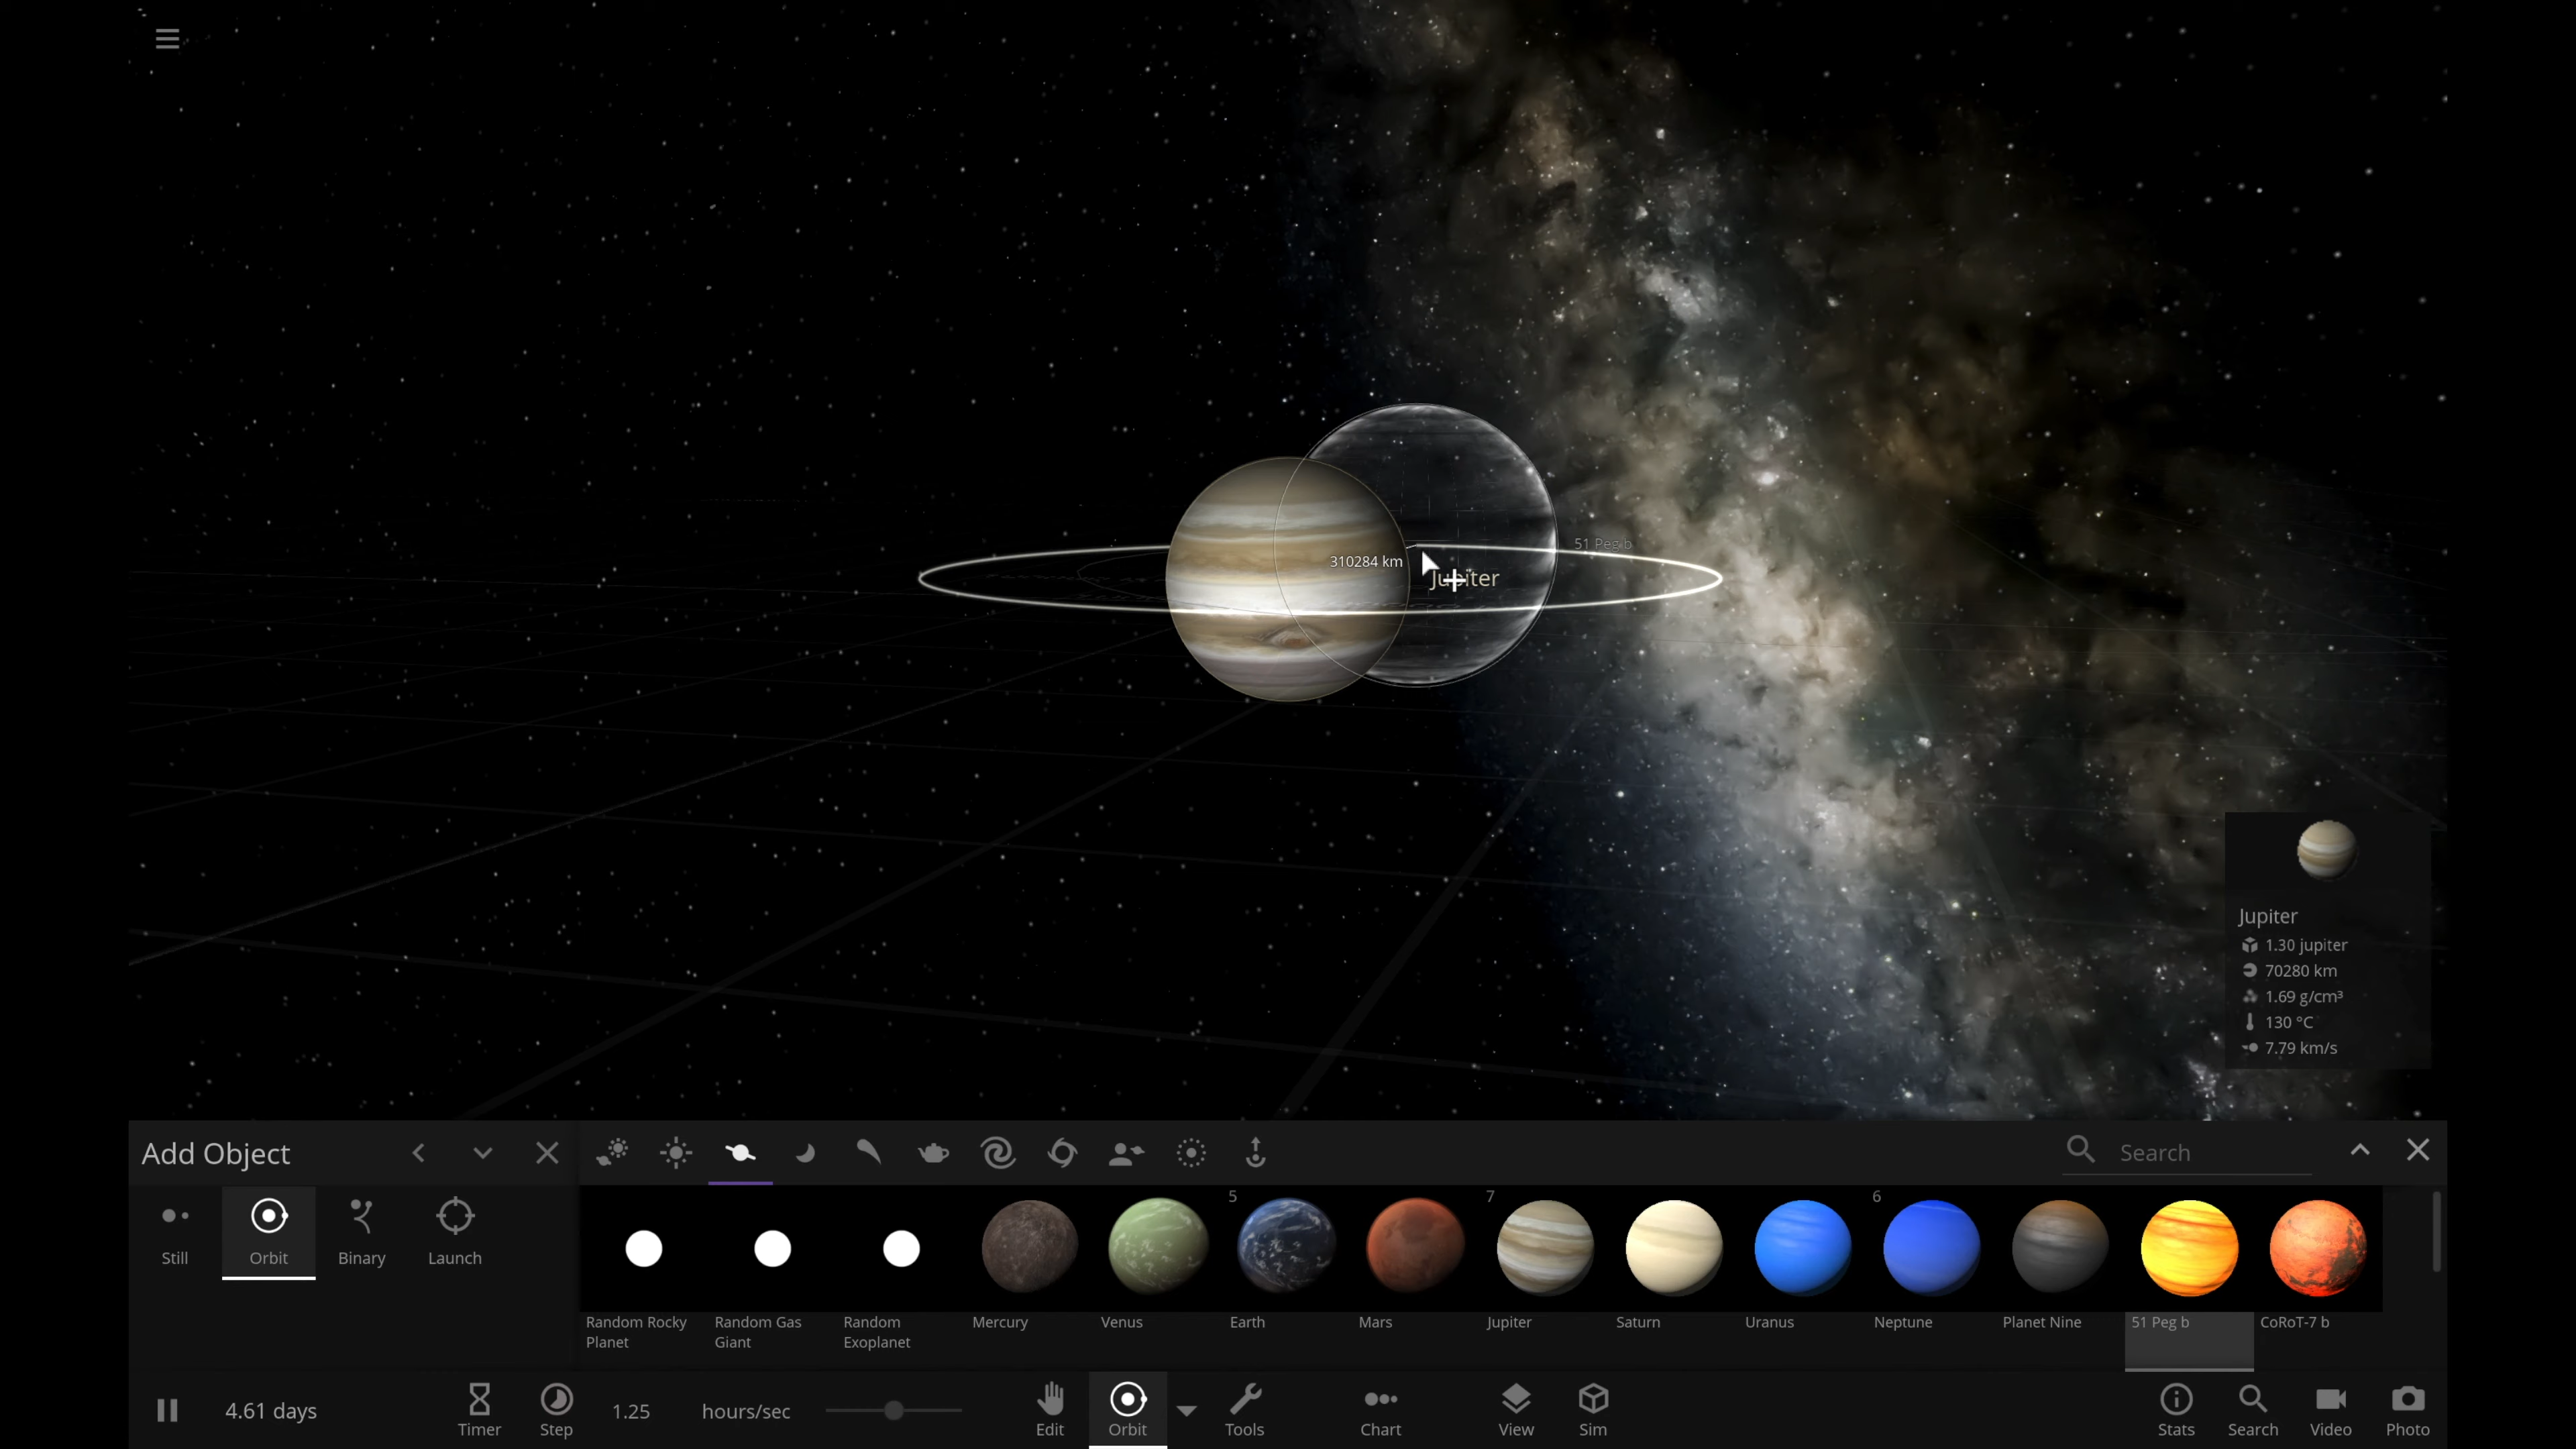 51 Peg b
310284 km
Jupiter
Jupiter
1.30 jupiter
70280 km
1.69 g/cm³
130 °C
7.79 km/s
Add Object
Search
Still
Orbit
Binary
Launch
5
7
6
Random Rocky
Planet
Random Gas
Giant
Random
Exoplanet
Mercury
Venus
Earth
Mars
Jupiter
Saturn
Uranus
Neptune
Planet Nine
51 Peg b
CoRoT-7 b
4.61 days
Timer
Step
1.25
hours/sec
Edit
Orbit
Tools
Chart
View
Sim
Stats
Search
Video
Photo